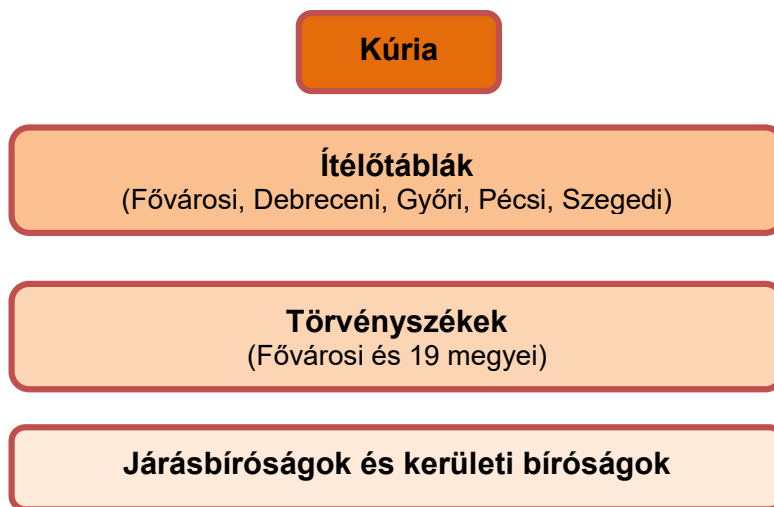 Kúria
Ítélőtáblák
(Fővárosi, Debreceni, Győri, Pécsi, Szegedi)
Törvényszékek
(Fővárosi és 19 megyei)
Járásbíróságok és kerületi bíróságok